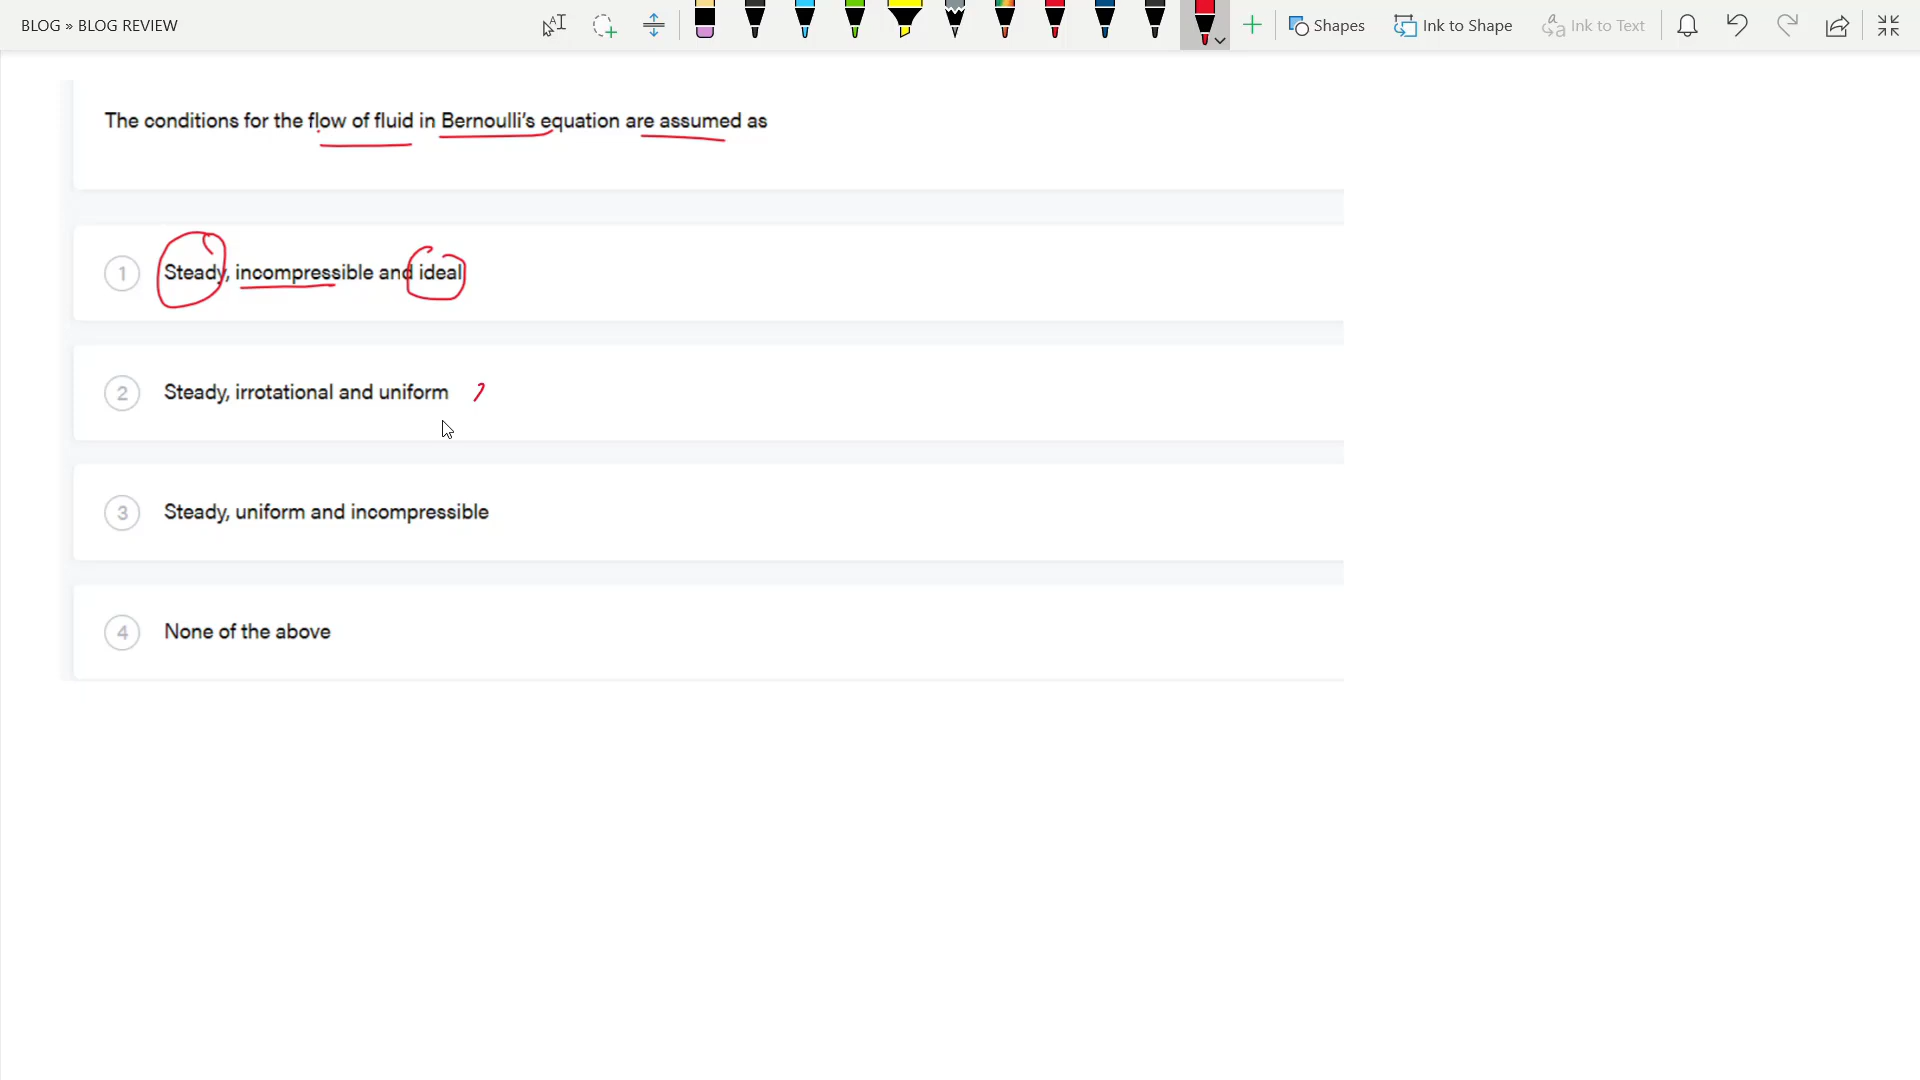 BLOG » BLOG REVIEW
Shapes
Ink to Shape
Ink to Text
The conditions for the flow of fluid in Bernoulli's equation are assumed as
1 Steady, incompressible and ideal
2 Steady, irrotational and uniform
3 Steady, uniform and incompressible
4 None of the above